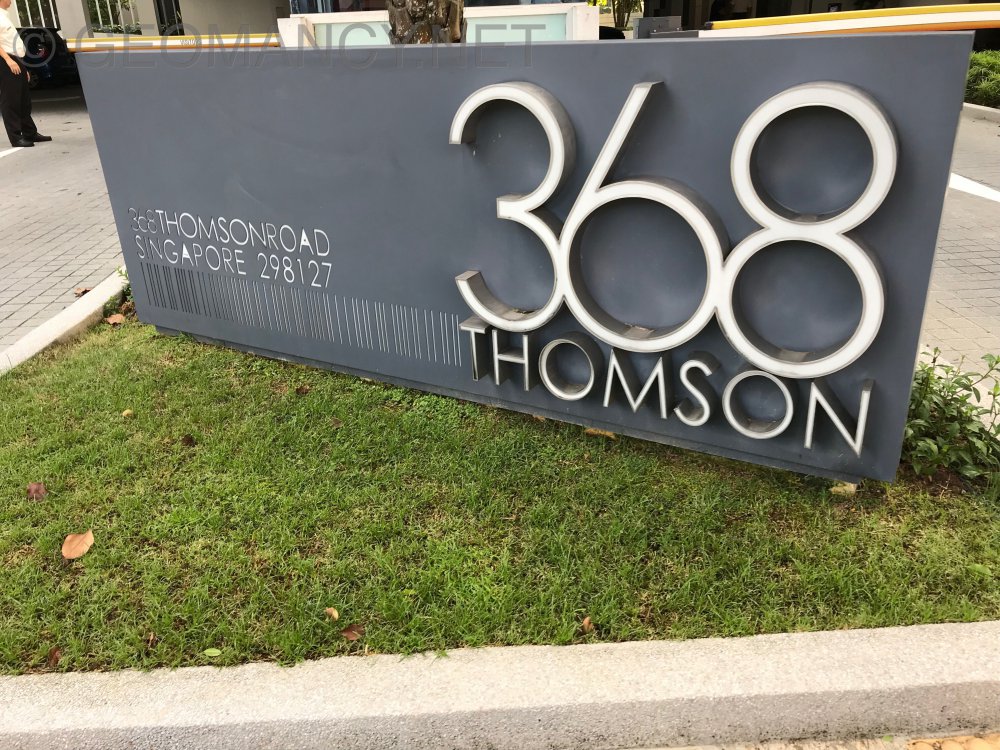 © GEOMANCY.NET
368
THOMSON
368THOMSONROAD
SINGAPORE 298127